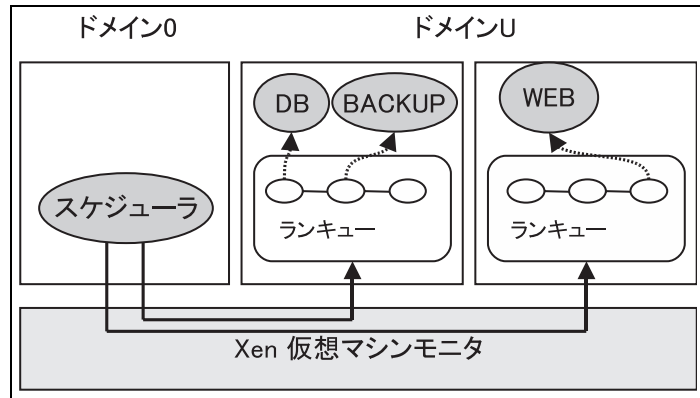 ドメイン0
ドメインU
DB
BACKUP
WEB
スケジューラ
ランキュー
ランキュー
Xen 仮想マシンモニタ